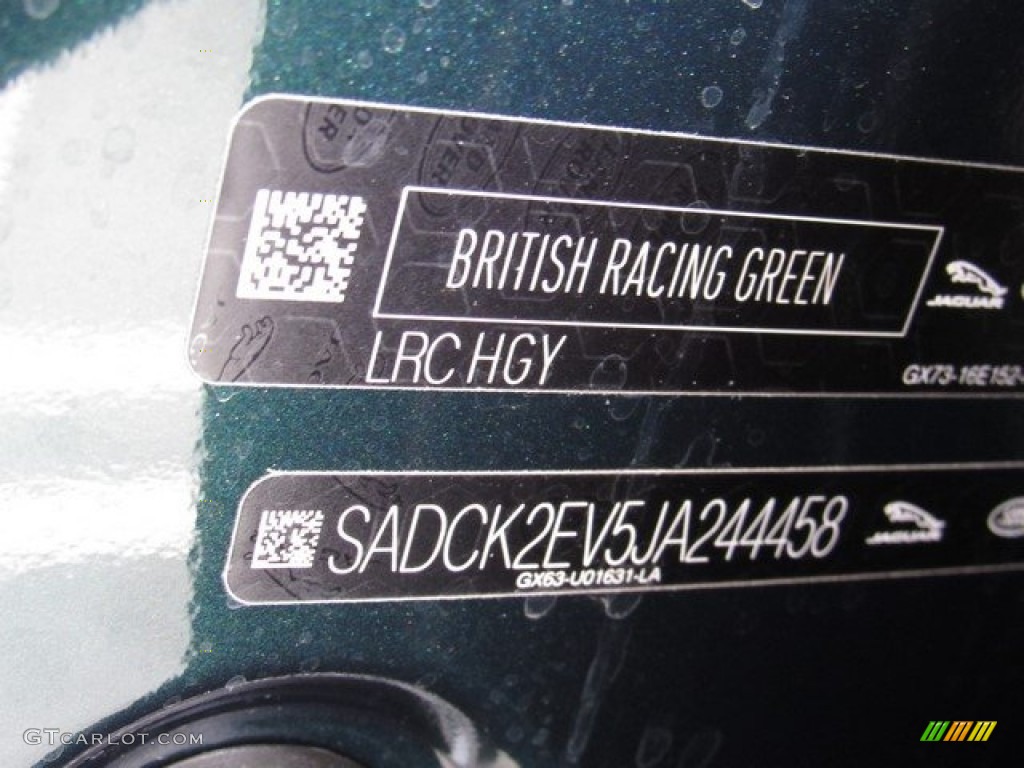 BRITISH RACING GREEN
JAGUAR
LRC HGY
GX73-16E152-
SADCK2EV5JA244458
JAGUAR
GX63-U01631-LA
GTcarlot.com